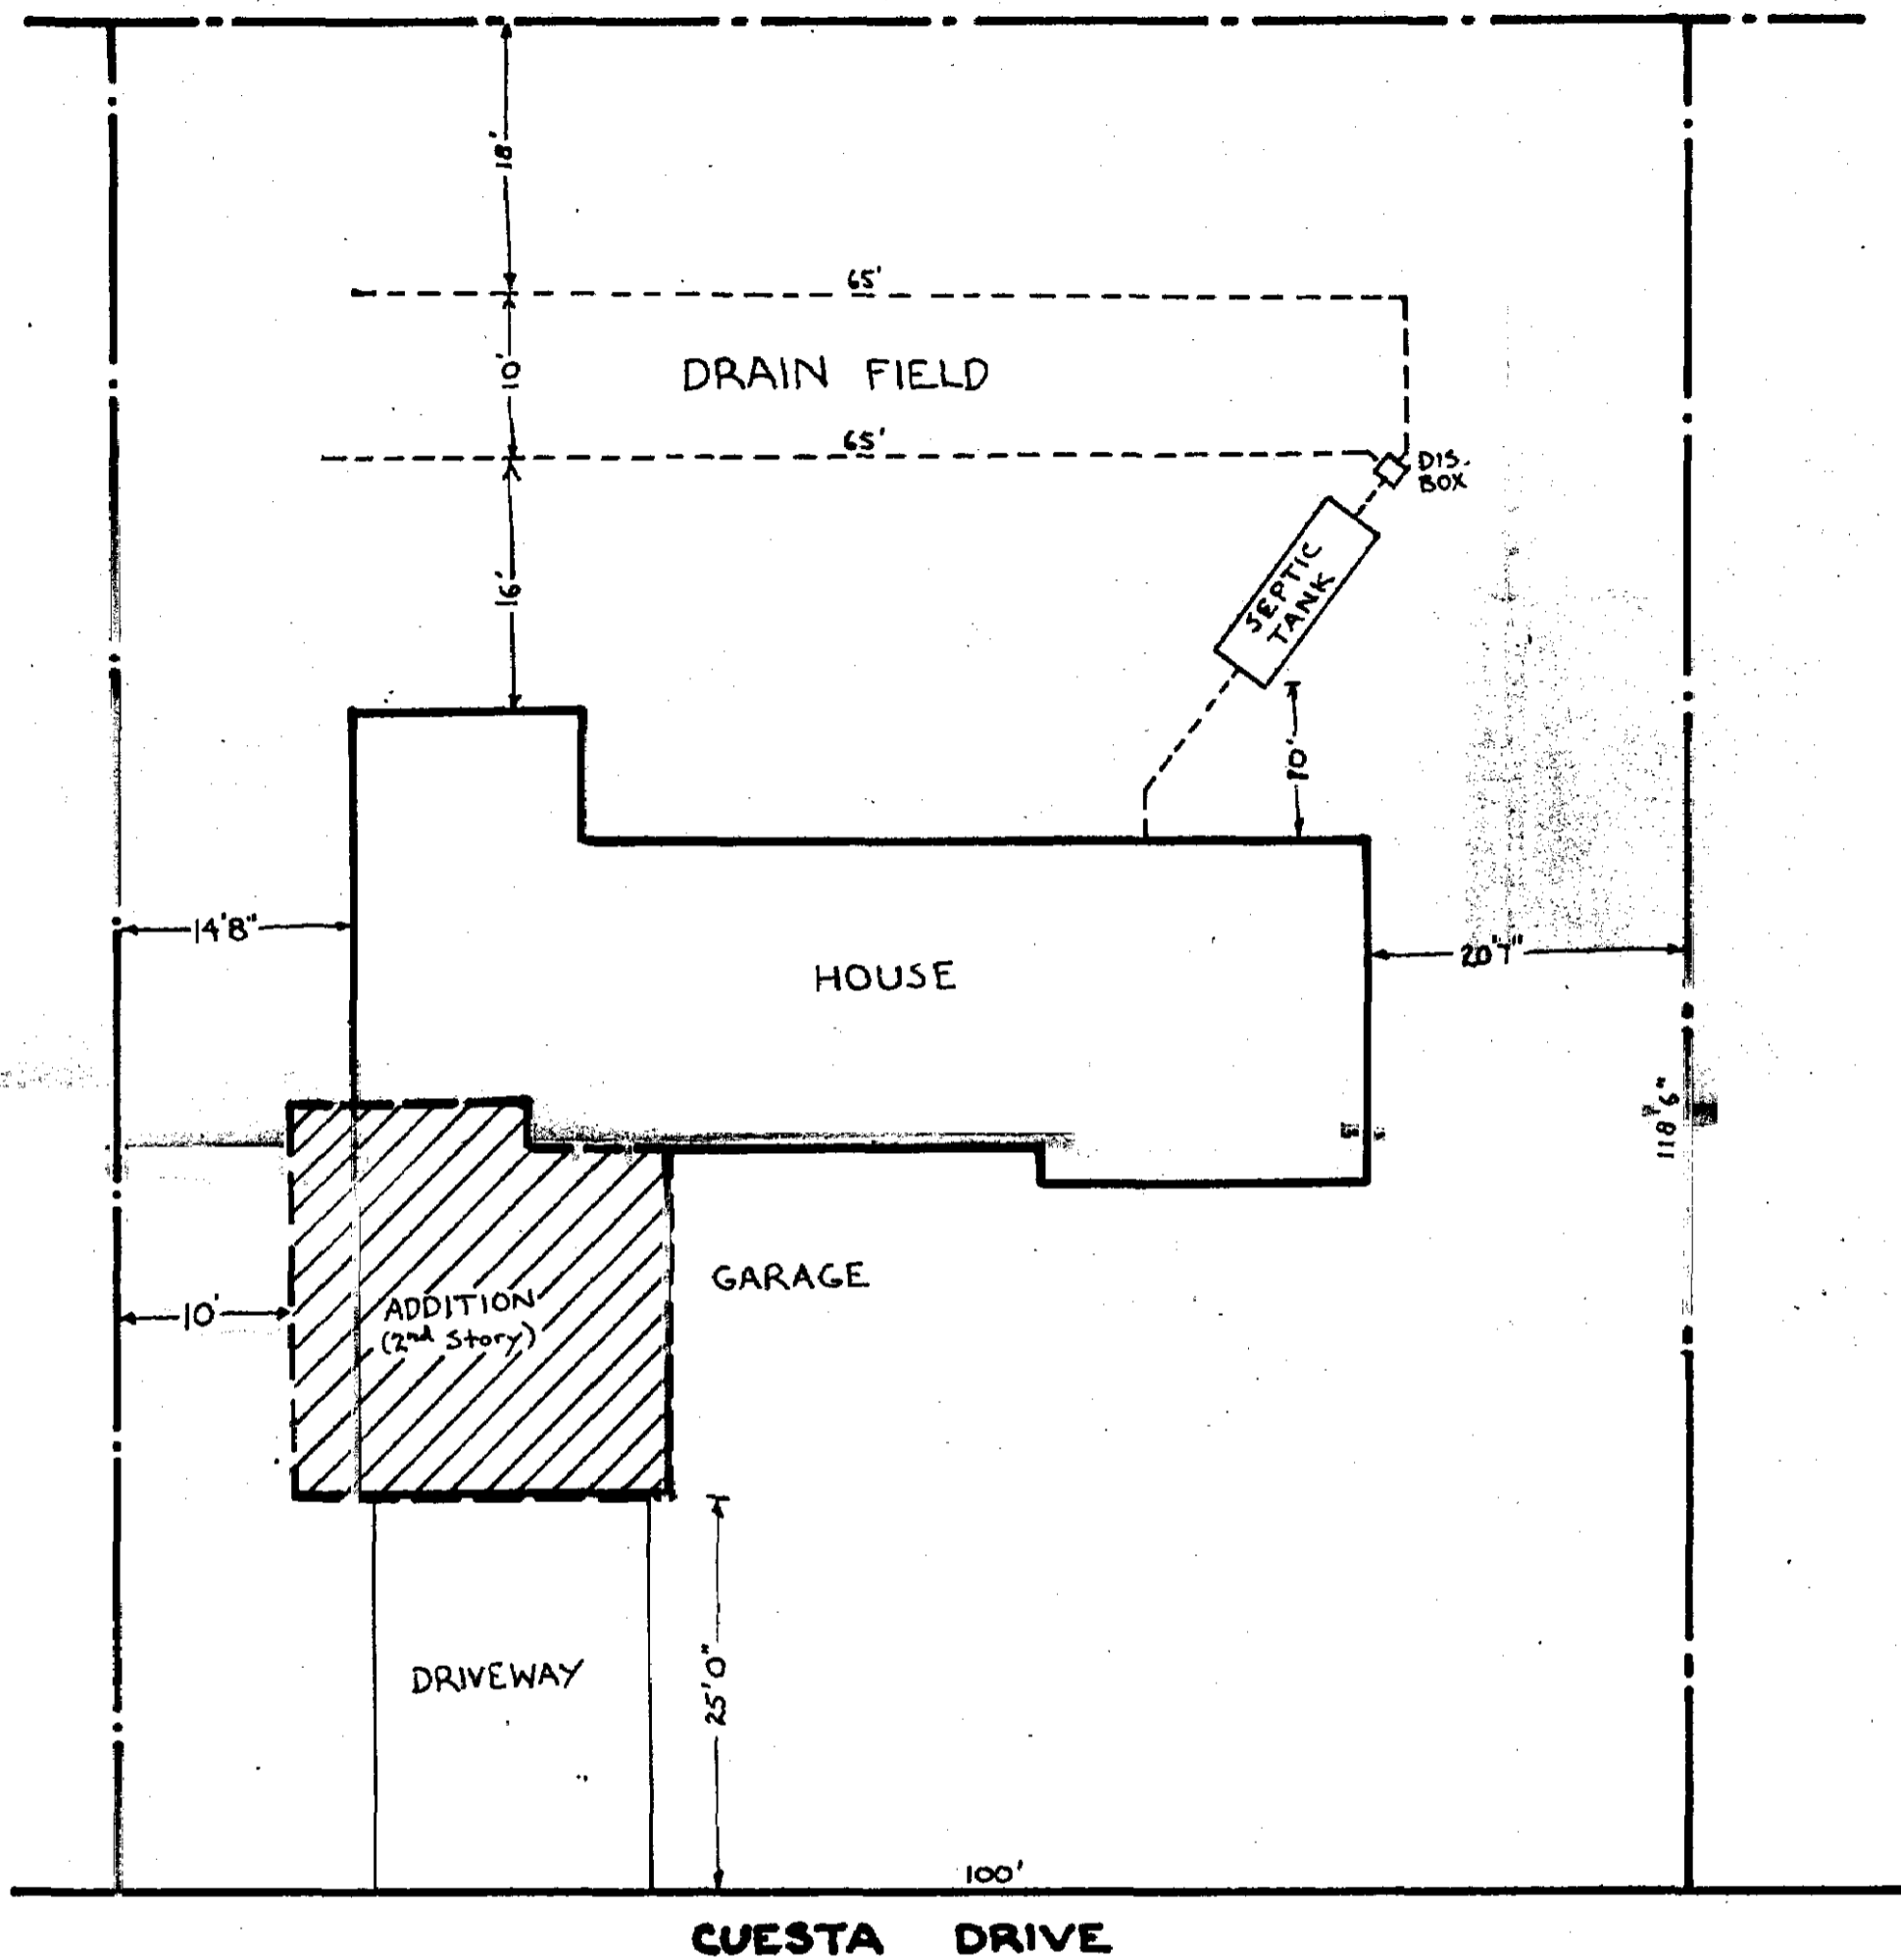 18'
65'
10'
DRAIN FIELD
65'
DIS.
BOX
16'
SEPTIC
TANK
10'
14'8"
HOUSE
20'7"
118'6"
GARAGE
ADDITION
(2nd Story)
10'
DRIVEWAY
25'0"
100'
CUESTA DRIVE